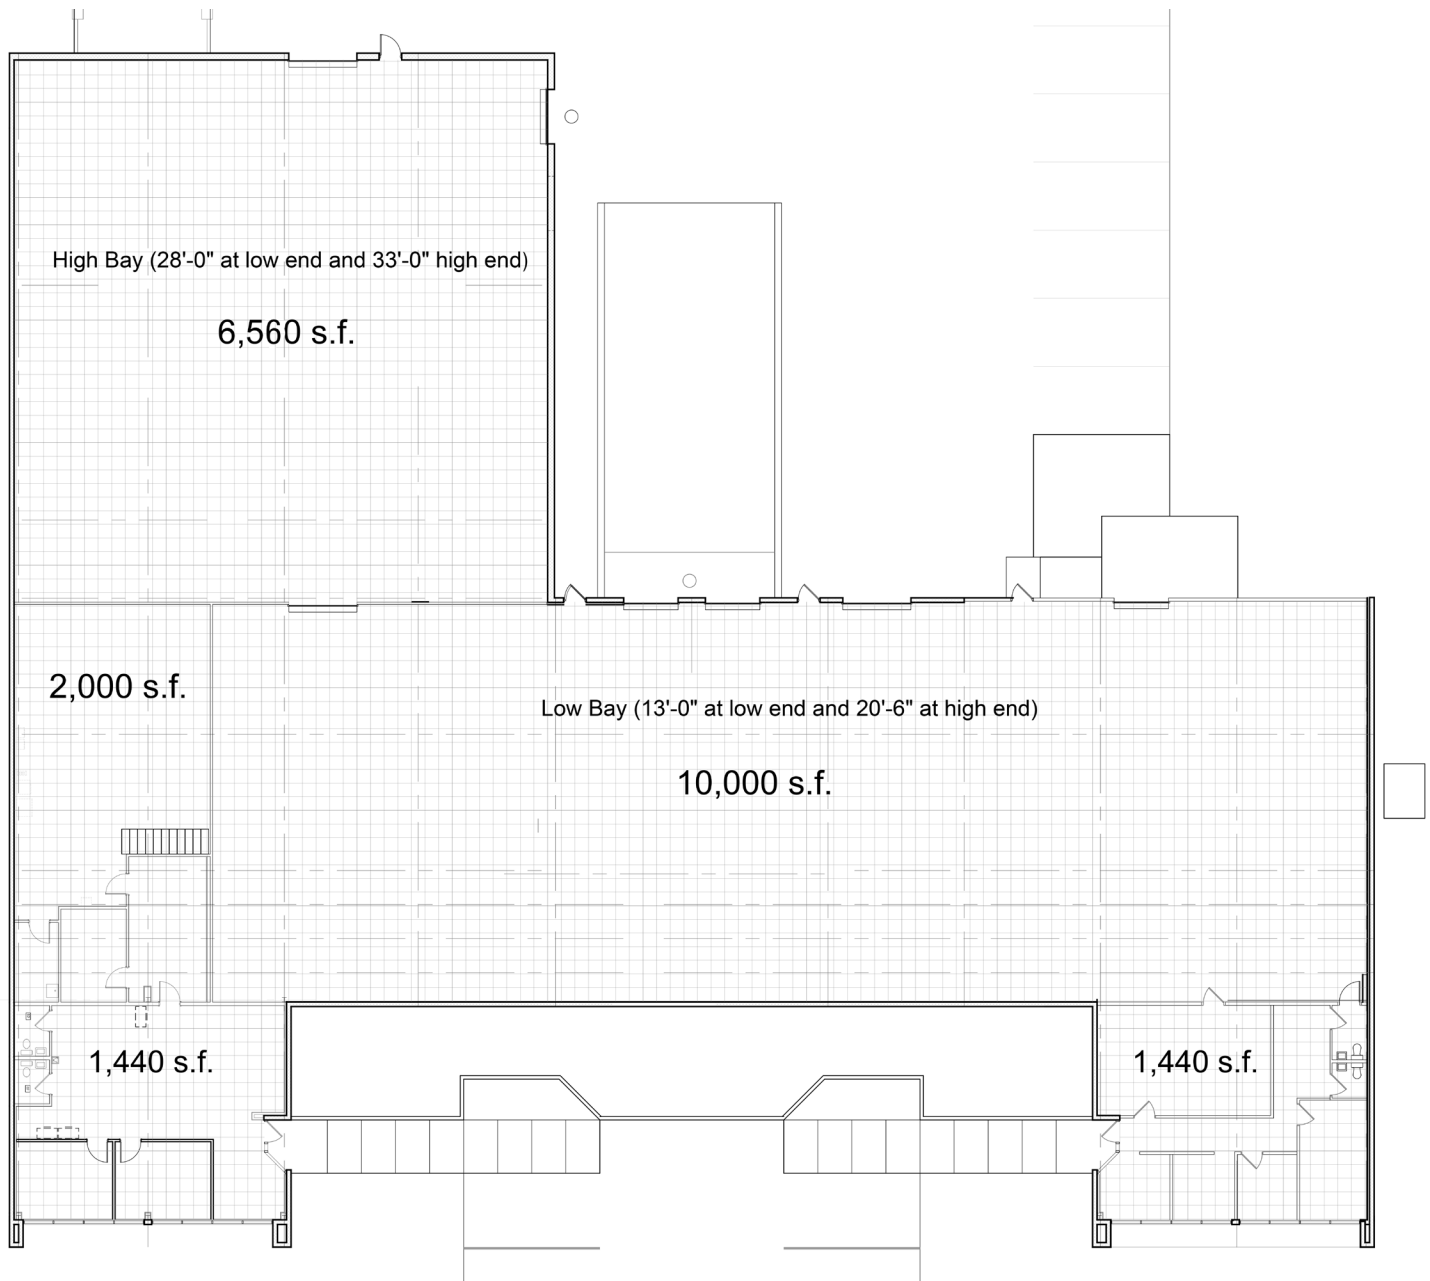 High Bay (28'-0" at low end and 33'-0" high end)
6,560 s.f.
2,000 s.f.
Low Bay (13'-0" at low end and 20'-6" at high end)
10,000 s.f.
1,440 s.f.
1,440 s.f.